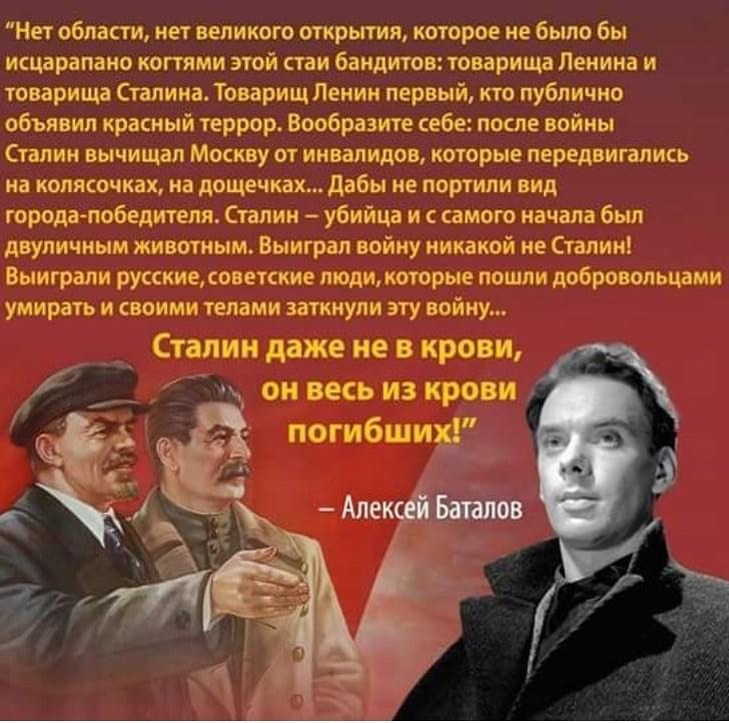 "Нет области, нет великого открытия, которое не было бы
исцарапано когтями этой стаи бандитов: товарища Ленина и
товарища Сталина. Товарищ Ленин первый, кто публично
объявил красный террор. Вообразите себе: после войны
Сталин вычищал Москву от инвалидов, которые передвигались
на колясочках, на дощечках... Дабы не портили вид
города-победителя. Сталин – убийца и с самого начала был
двуличным животным. Выиграл войну никакой не Сталин!
Выиграли русские, советские люди, которые пошли добровольцами
умирать и своими телами заткнули эту войну...
Сталин даже не в крови,
он весь из крови
погибших!"
– Алексей Баталов